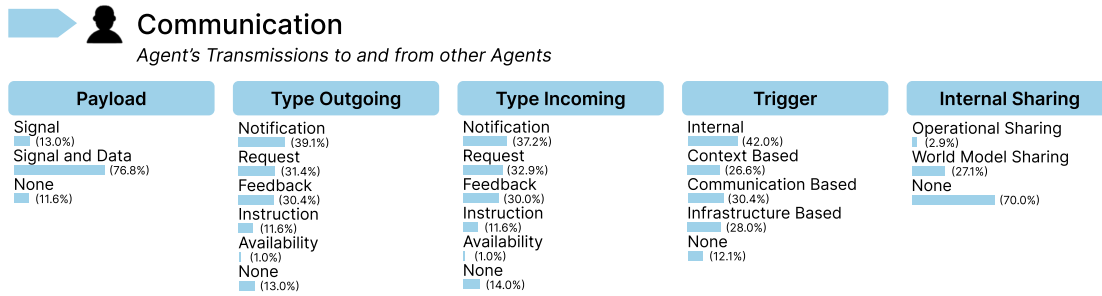 Communication
Agent's Transmissions to and from other Agents
Payload
Signal
(13.0%)
Signal and Data
(76.8%)
None
(11.6%)
Type Outgoing
Notification
(39.1%)
Request
(31.4%)
Feedback
(30.4%)
Instruction
(11.6%)
Availability
(1.0%)
None
(13.0%)
Type Incoming
Notification
(37.2%)
Request
(32.9%)
Feedback
(30.0%)
Instruction
(11.6%)
Availability
(1.0%)
None
(14.0%)
Trigger
Internal
(42.0%)
Context Based
(26.6%)
Communication Based
(30.4%)
Infrastructure Based
(28.0%)
None
(12.1%)
Internal Sharing
Operational Sharing
(2.9%)
World Model Sharing
(27.1%)
None
(70.0%)